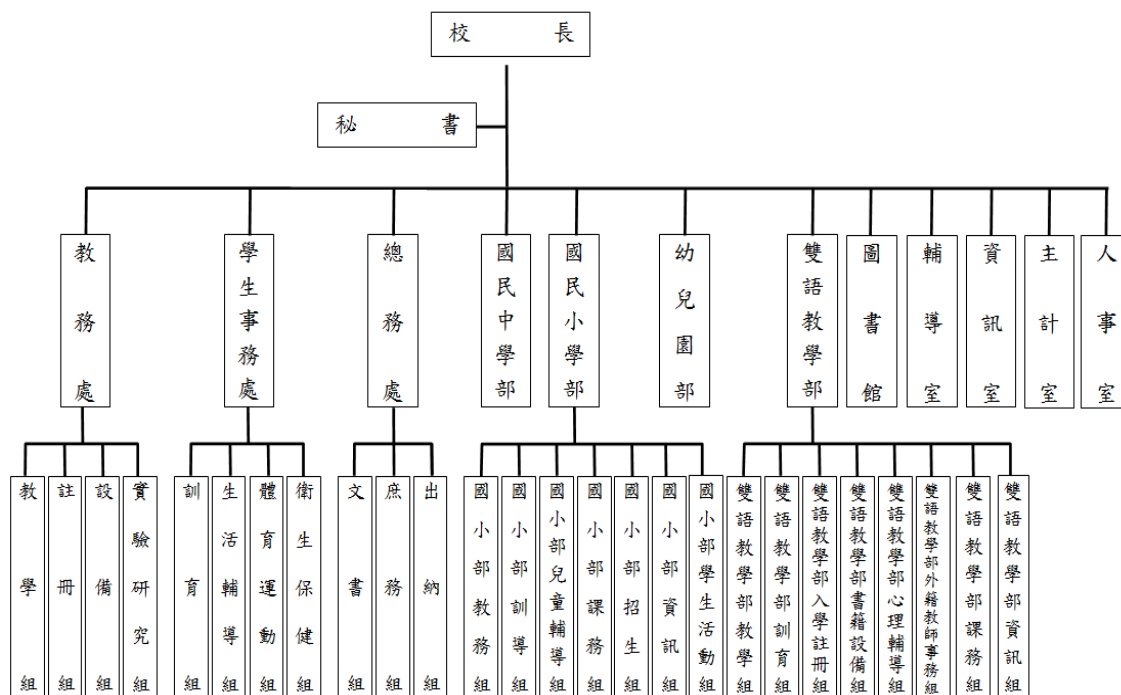 校長
秘書
教務處
學生事務處
總務處
國民中學部
國民小學部
幼兒園部
雙語教學部
圖書館
輔導室
資訊室
主計室
人事室
教學組
註冊組
設備組
實驗研究組
訓育組
生活輔導組
體育運動組
衛生保健組
文書組
庶務組
出納組
國小部教務組
國小部訓導組
國小部兒童輔導組
國小部課務組
國小部招生組
國小部資訊組
國小部學生活動組
雙語教學部教學組
雙語教學部訓育組
雙語教學部入學註冊組
雙語教學部書籍設備組
雙語教學部心理輔導組
雙語教學部外籍教師事務組
雙語教學部課務組
雙語教學部資訊組